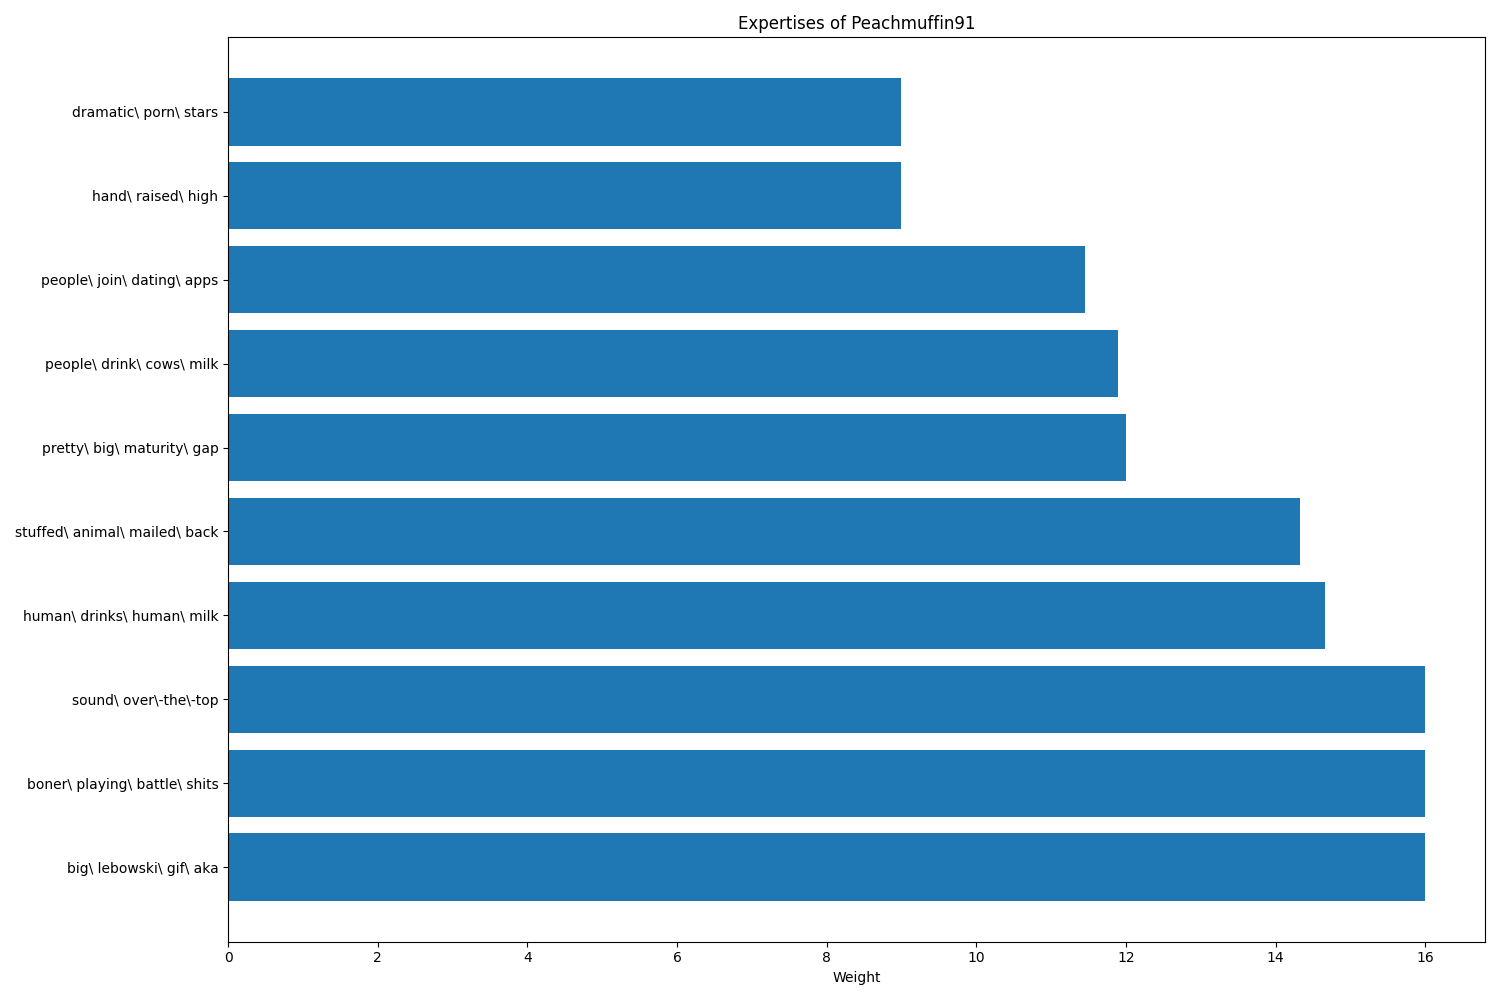 Expertises of Peachmuffin91
dramatic\ porn\ stars
hand\ raised\ high
people\ join\ dating\ apps
people\ drink\ cows\ milk
pretty\ big\ maturity\ gap
stuffed\ animal\ mailed\ back
human\ drinks\ human\ milk
sound\ over\-the\-top
boner\ playing\ battle\ shits
big\ lebowski\ gif\ aka
0 2 4 6 8 10 12 14 16
Weight